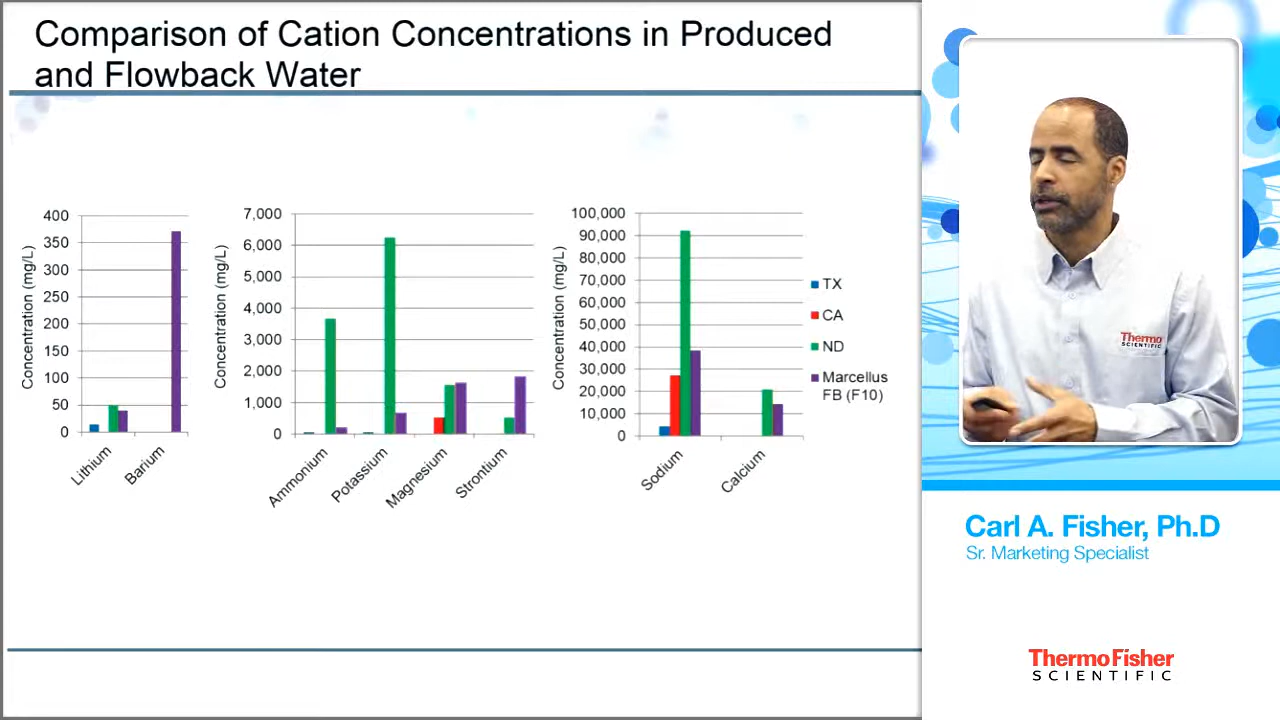 Comparison of Cation Concentrations in Produced
and Flowback Water
Concentration (mg/L)
400
350
300
250
200
150
100
50
0
Lithium
Barium
Concentration (mg/L)
7,000
6,000
5,000
4,000
3,000
2,000
1,000
0
Ammonium
Potassium
Magnesium
Strontium
Concentration (mg/L)
100,000
90,000
80,000
70,000
60,000
50,000
40,000
30,000
20,000
10,000
0
Sodium
Calcium
TX
CA
ND
Marcellus
FB (F10)
Thermo
SCIENTIFIC
Carl A. Fisher, Ph.D
Sr. Marketing Specialist
ThermoFisher
SCIENTIFIC